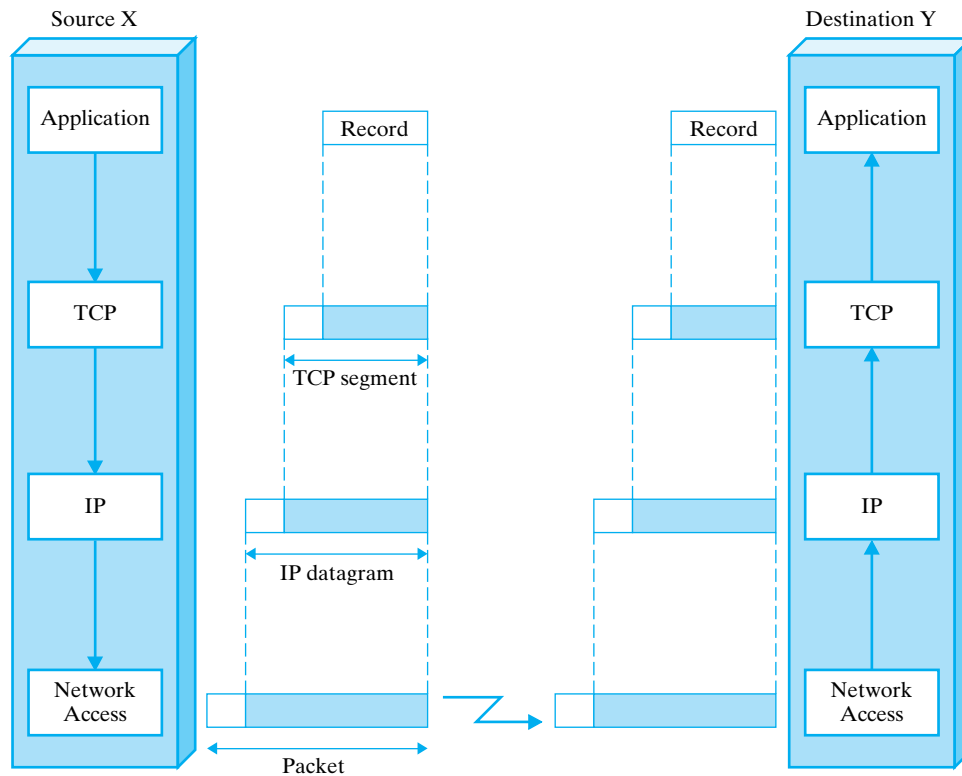 Source X
Destination Y
Application
Record
Record
Application
TCP
TCP
TCP segment
IP
IP
IP datagram
Network
Access
Network
Access
Packet